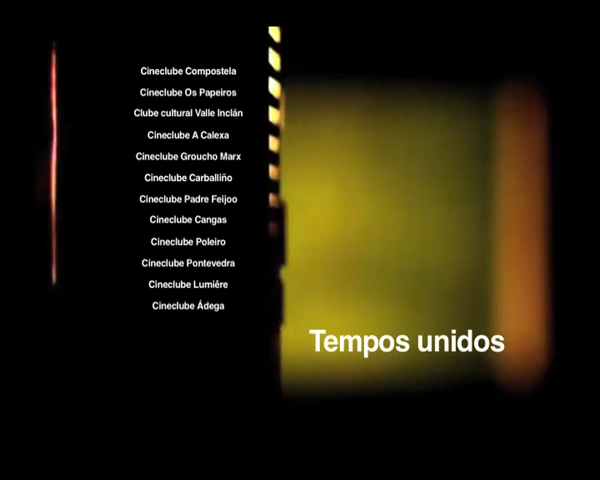 Cineclube Compostela
Cineclube Os Papeiros
Clube cultural Valle Inclán
Cineclube A Calexa
Cineclube Groucho Marx
Cineclube Carballiño
Cineclube Padre Feijoo
Cineclube Cangas
Cineclube Poleiro
Cineclube Pontevedra
Cineclube Lumière
Cineclube Ádega
Tempos unidos